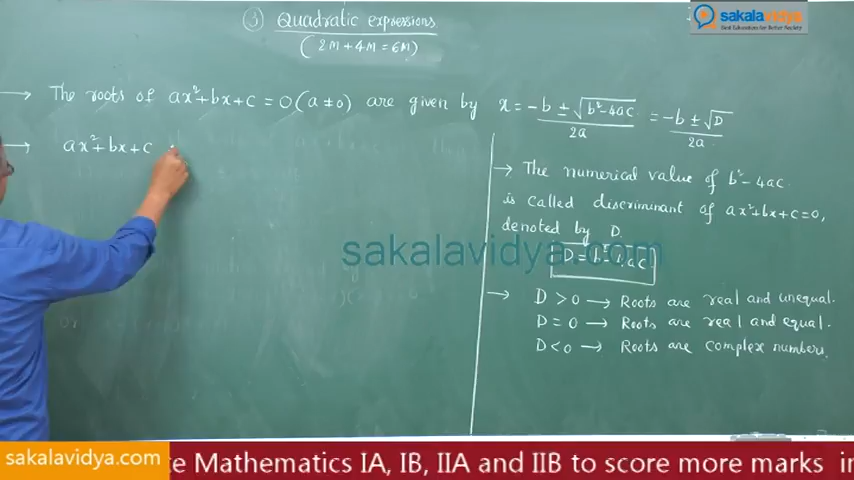 ③ Quadratic expressions
(2M + 4M = 6M)
sakalavidya
→ The roots of ax²+bx+c = 0 (a ≠ 0) are given by x = -b ± √b²-4ac / 2a = -b ± √D / 2a
→ ax²+bx+c
→ The numerical value of b²-4ac
is called discriminant of ax²+bx+c=0,
denoted by D.
D = b²-4ac
→ D > 0 → Roots are real and unequal.
D = 0 → Roots are real and equal.
D < 0 → Roots are complex numbers.
sakalavidya.com
sakalavidya.com
Mathematics IA, IB, IIA and IIB to score more marks